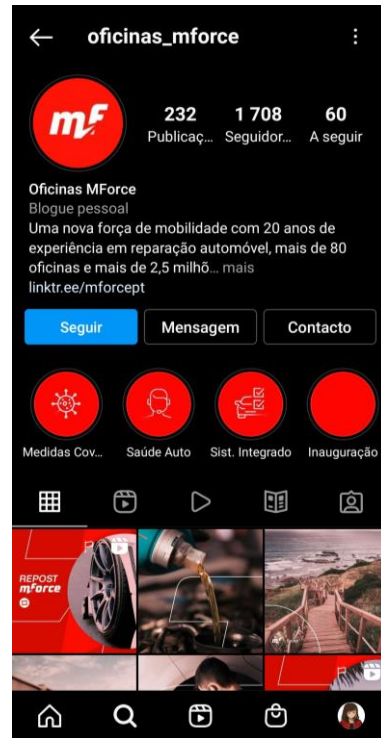 oficinas_mforce
mF
232
1 708
60
Publicaç...
Seguidor...
A seguir
Oficinas MForce
Blogue pessoal
Uma nova força de mobilidade com 20 anos de
experiência em reparação automóvel, mais de 80
oficinas e mais de 2,5 milhõ... mais
linktr.ee/mforcept
Seguir
Mensagem
Contacto
Medidas Cov...
Saúde Auto
Sist. Integrado
Inauguração
REPOST
mforce